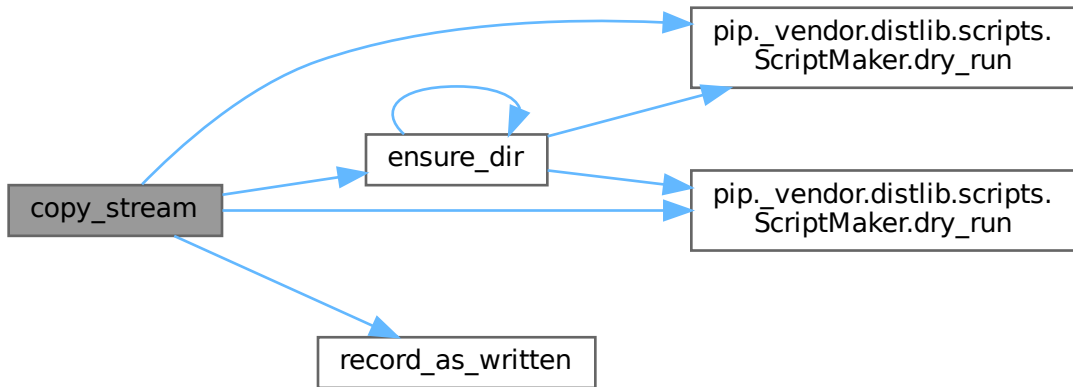 pip._vendor.distlib.scripts.
ScriptMaker.dry_run
ensure_dir
copy_stream
pip._vendor.distlib.scripts.
ScriptMaker.dry_run
record_as_written